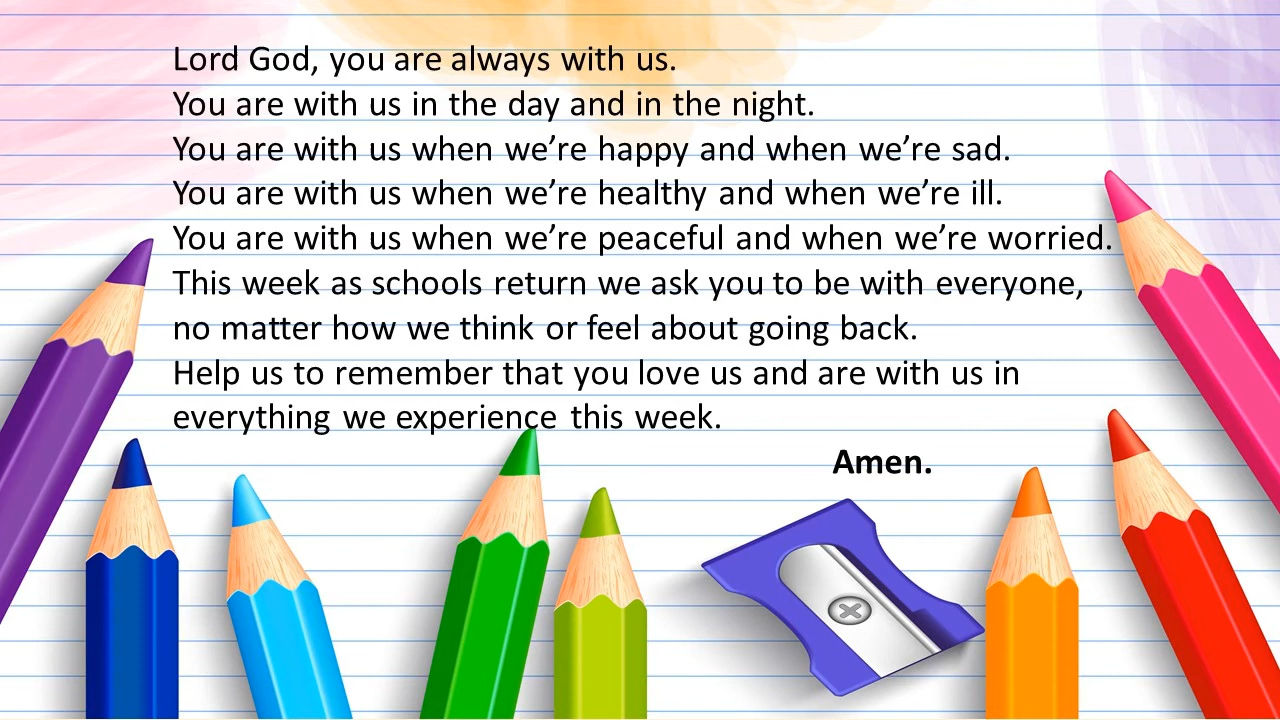 Lord God, you are always with us.
You are with us in the day and in the night.
You are with us when we’re happy and when we’re sad.
You are with us when we’re healthy and when we’re ill.
You are with us when we’re peaceful and when we’re worried.
This week as schools return we ask you to be with everyone,
no matter how we think or feel about going back.
Help us to remember that you love us and are with us in
everything we experience this week.
Amen.